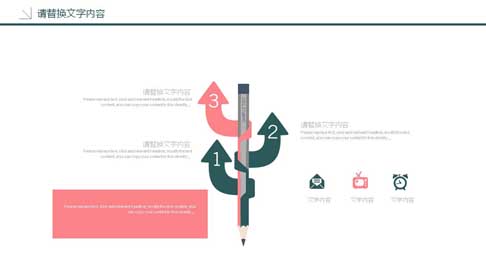 请替换文字内容
请替换文字内容
Please replace text, click add relevant headline, modify the text
content, also can copy your content to this directly.
3
2
请替换文字内容
Please replace text, click add relevant headline, modify the text
content, also can copy your content to this directly.
请替换文字内容
Please replace text, click add relevant headline, modify the text
content, also can copy your content to this directly.
1
文字内容
文字内容
文字内容
Please replace text, click add relevant headline, modify the text content, also
can copy your content to this directly.